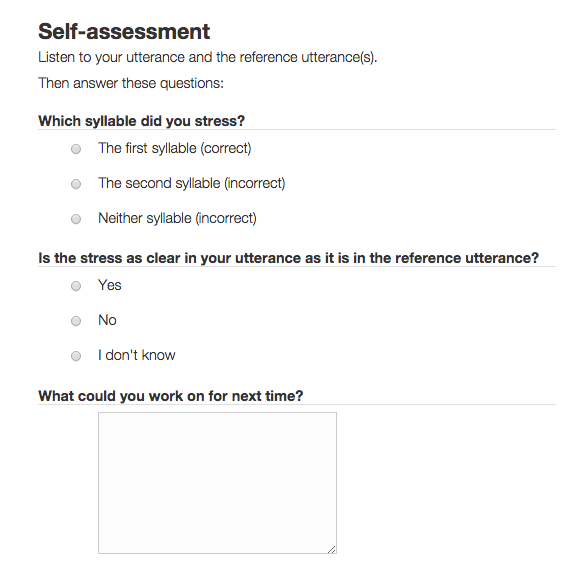 Self-assessment
Listen to your utterance and the reference utterance(s).
Then answer these questions:
Which syllable did you stress?
The first syllable (correct)
The second syllable (incorrect)
Neither syllable (incorrect)
Is the stress as clear in your utterance as it is in the reference utterance?
Yes
No
I don't know
What could you work on for next time?